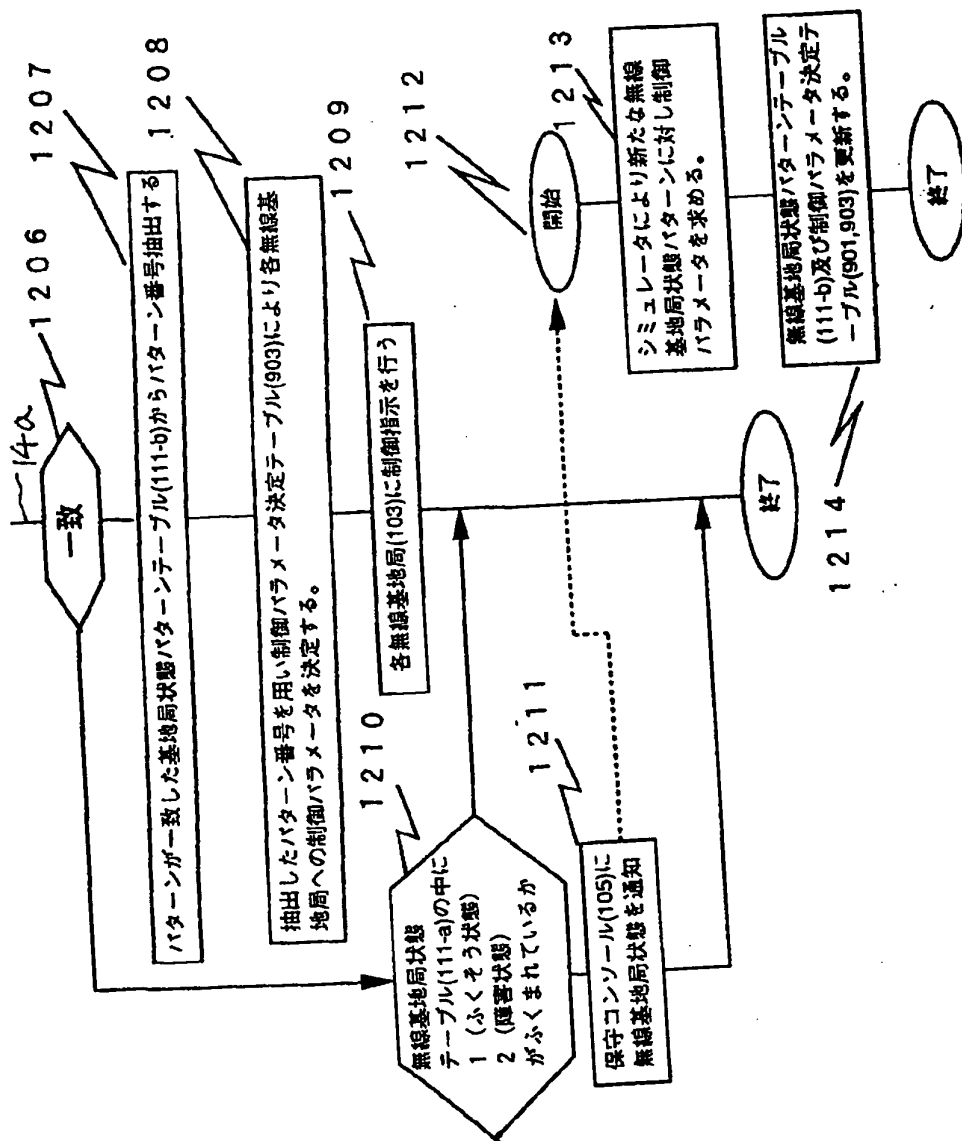 14a
一致
1206
パターンが一致した基地局状態パターンテーブル(111-b)からパターン番号抽出する
1207
抽出したパターン番号を用い制御パラメータ決定テーブル(903)により各無線基
地局への制御パラメータを決定する。
1208
各無線基地局(103)に制御指示を行う
1209
無線基地局状態
テーブル(111-a)の中に
1 (ふくそう状態)
2 (障害状態)
がふくまれているか
1210
保守コンソール(105)に
無線基地局状態を通知
1211
終了
開始
1212
シミュレータにより新たな無線
基地局状態パターンに対し制御
パラメータを求める。
1213
無線基地局状態パターンテーブル
(111-b)及び制御パラメータ決定テ
ーブル(901,903)を更新する。
1214
終了